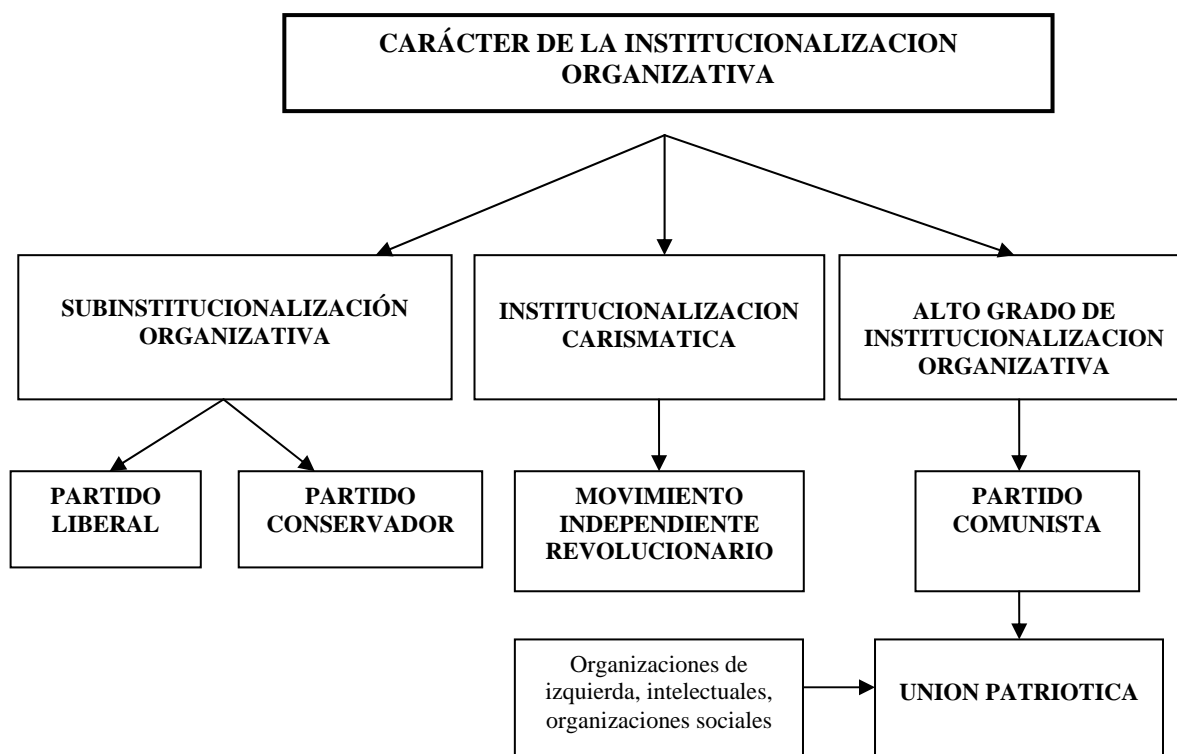 CARÁCTER DE LA INSTITUCIONALIZACION
ORGANIZATIVA
SUBINSTITUCIONALIZACIÓN
ORGANIZATIVA
INSTITUCIONALIZACION
CARISMATICA
ALTO GRADO DE
INSTITUCIONALIZACION
ORGANIZATIVA
PARTIDO
LIBERAL
PARTIDO
CONSERVADOR
MOVIMIENTO
INDEPENDIENTE
REVOLUCIONARIO
PARTIDO
COMUNISTA
Organizaciones de
izquierda, intelectuales,
organizaciones sociales
UNION PATRIOTICA